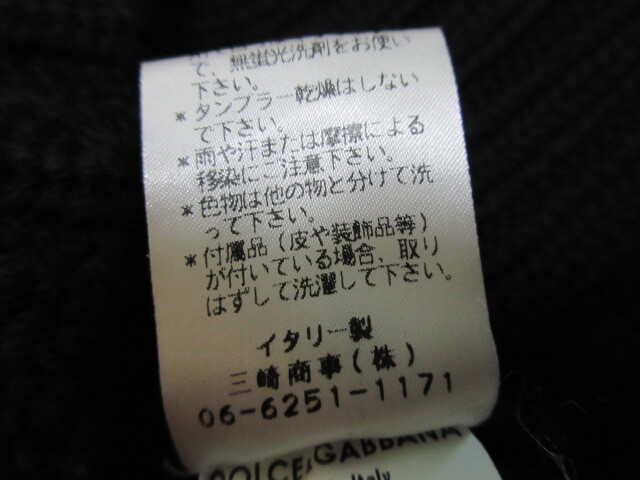 で、無蛍光洗剤をお使い
下さい。
*タンブラー乾燥はしない
で下さい。
*雨や汗または摩擦による
移染にご注意下さい。
*色物は他の物と分けて洗
って下さい。
*付属品（皮や装飾品等）
が付いている場合、取り
はずして洗濯して下さい。
イタリー製
三崎商事（株）
06-6251-1171
DOLCE&GABBANA
Italy